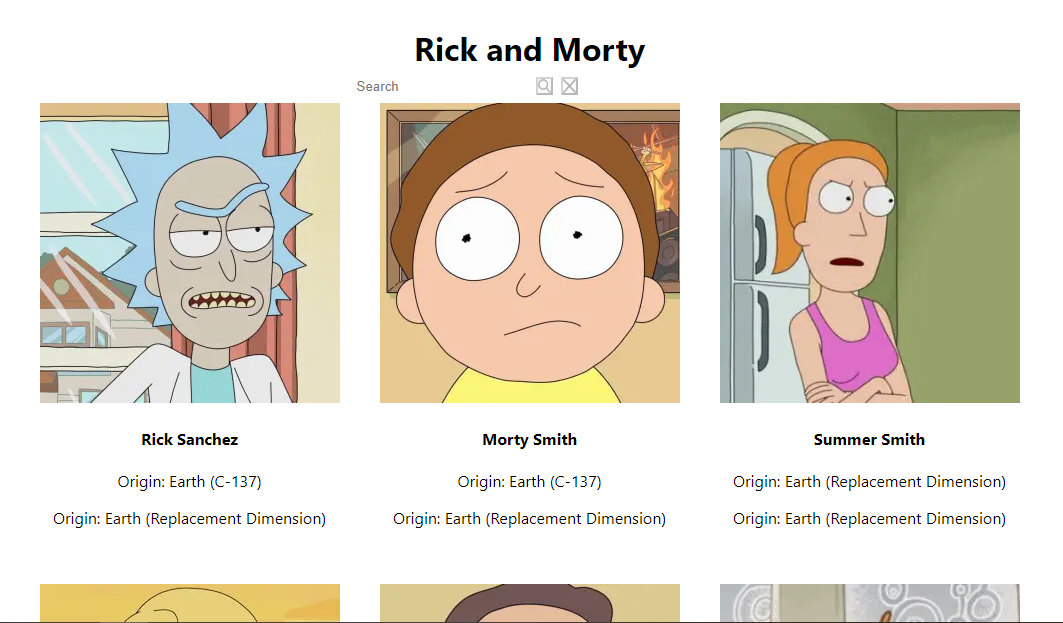 Rick and Morty
Search
Rick Sanchez
Morty Smith
Summer Smith
Origin: Earth (C-137)
Origin: Earth (C-137)
Origin: Earth (Replacement Dimension)
Origin: Earth (Replacement Dimension)
Origin: Earth (Replacement Dimension)
Origin: Earth (Replacement Dimension)